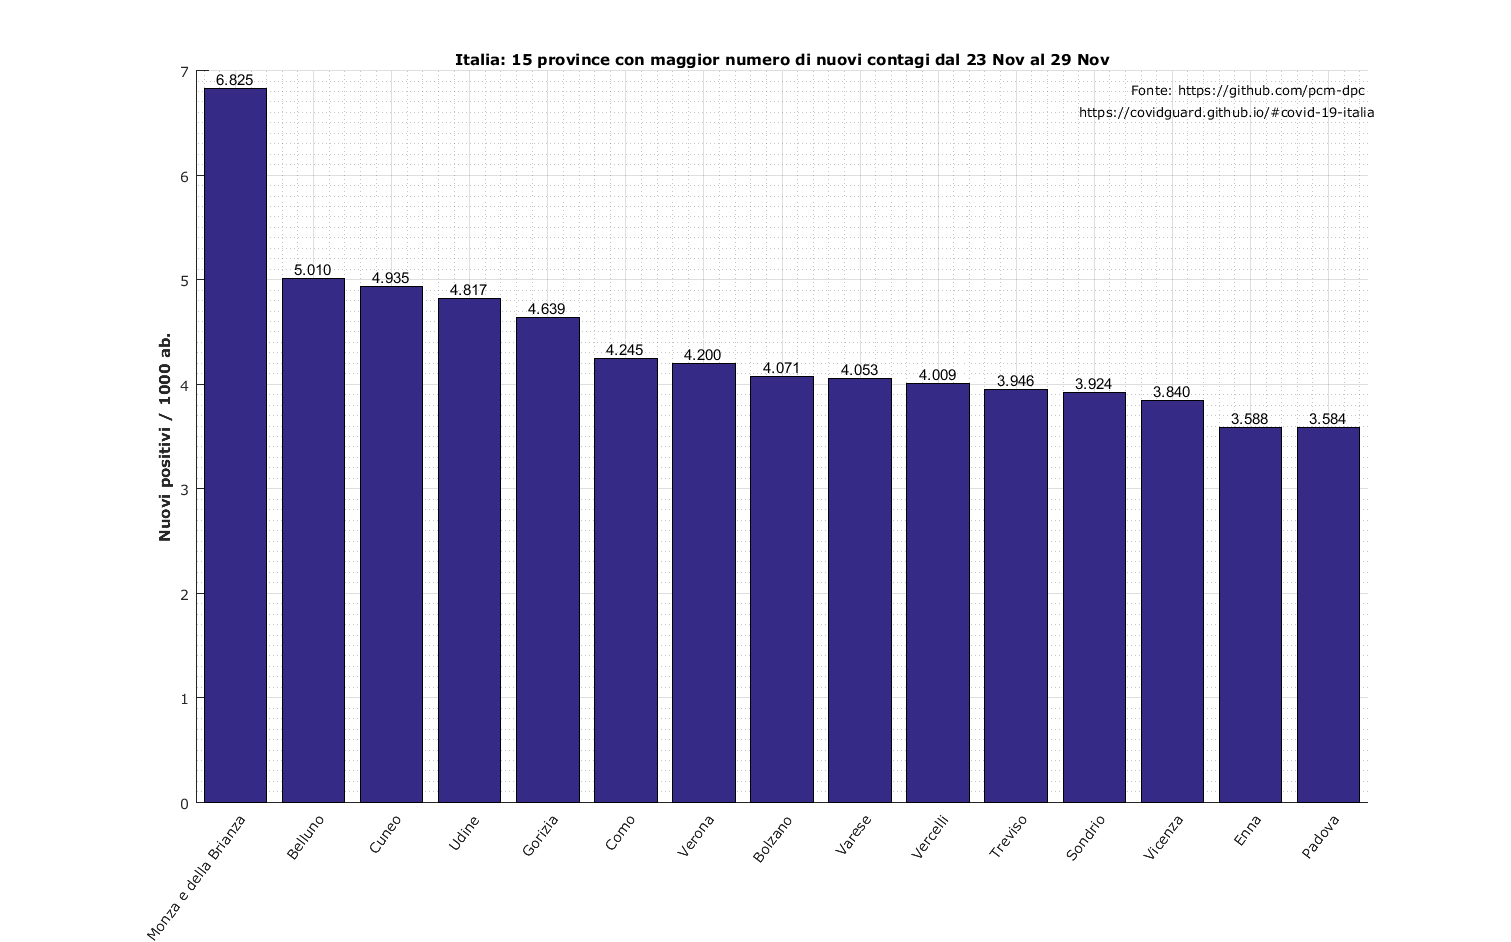 Italia: 15 province con maggior numero di nuovi contagi dal 23 Nov al 29 Nov
Fonte: https://github.com/pcm-dpc
https://covidguard.github.io/#covid-19-italia
Nuovi positivi / 1000 ab.
7
6
5
4
3
2
1
0
6.825
5.010
4.935
4.817
4.639
4.245
4.200
4.071
4.053
4.009
3.946
3.924
3.840
3.588
3.584
Monza e della Brianza
Belluno
Cuneo
Udine
Gorizia
Como
Verona
Bolzano
Varese
Vercelli
Treviso
Sondrio
Vicenza
Enna
Padova